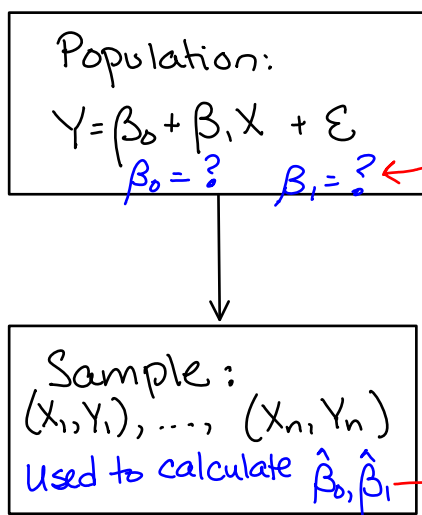 Population:
Y = β₀ + β₁X + ε
β₀ = ? β₁ = ?
Sample:
(X₁, Y₁), ..., (Xₙ, Yₙ)
Used to calculate β̂₀, β̂₁